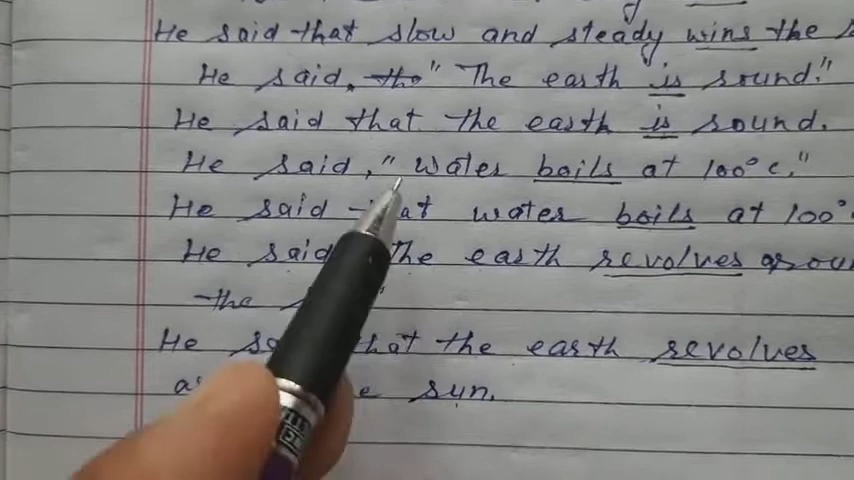 He said that slow and steady wins the
He said, "The earth is round."
He said that the earth is round.
He said, "water boils at 100° c."
He said that water boils at 100°
He said The earth revolves arou
the
He that the earth revolves
sun.